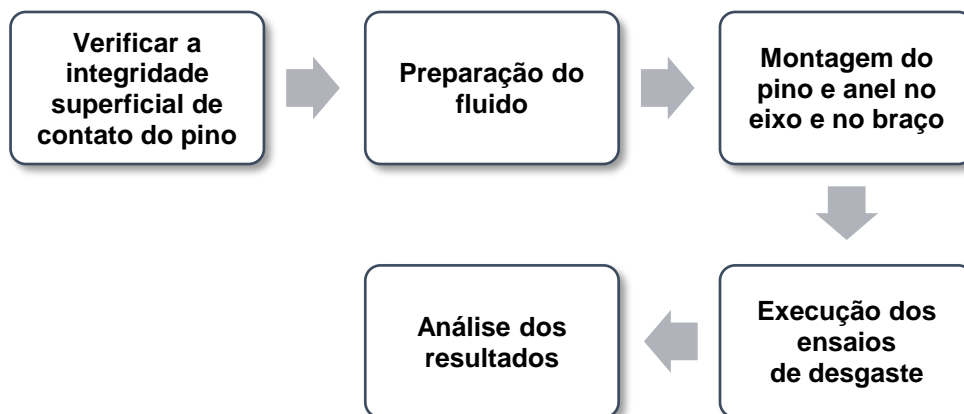 Verificar a
integridade
superficial de
contato do pino
Preparação do
fluido
Montagem do
pino e anel no
eixo e no braço
Execução dos
ensaios
de desgaste
Análise dos
resultados